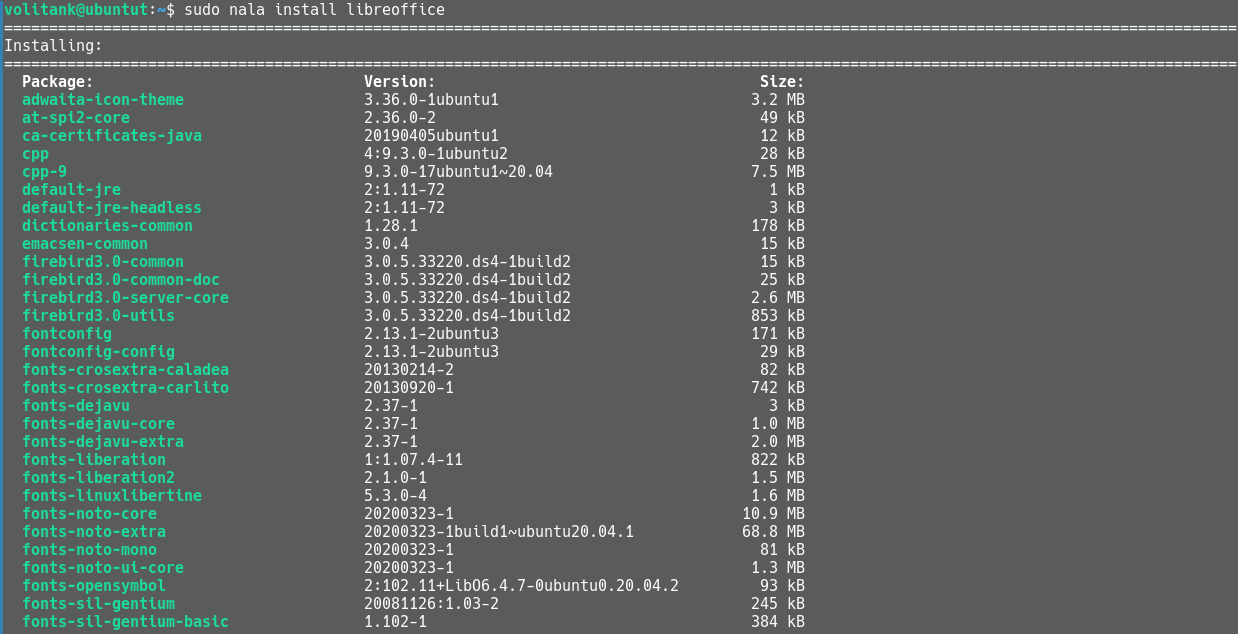 volitank@ubuntut:~$ sudo nala install libreoffice
=========================================================================================================================================
Installing:
=========================================================================================================================================
Package: Version: Size:
adwaita-icon-theme 3.36.0-1ubuntu1 3.2 MB
at-spi2-core 2.36.0-2 49 kB
ca-certificates-java 20190405ubuntu1 12 kB
cpp 4:9.3.0-1ubuntu2 28 kB
cpp-9 9.3.0-17ubuntu1~20.04 7.5 MB
default-jre 2:1.11-72 1 kB
default-jre-headless 2:1.11-72 3 kB
dictionaries-common 1.28.1 178 kB
emacsen-common 3.0.4 15 kB
firebird3.0-common 3.0.5.33220.ds4-1build2 15 kB
firebird3.0-common-doc 3.0.5.33220.ds4-1build2 25 kB
firebird3.0-server-core 3.0.5.33220.ds4-1build2 2.6 MB
firebird3.0-utils 3.0.5.33220.ds4-1build2 853 kB
fontconfig 2.13.1-2ubuntu3 171 kB
fontconfig-config 2.13.1-2ubuntu3 29 kB
fonts-crosextra-caladea 20130214-2 82 kB
fonts-crosextra-carlito 20130920-1 742 kB
fonts-dejavu 2.37-1 3 kB
fonts-dejavu-core 2.37-1 1.0 MB
fonts-dejavu-extra 2.37-1 2.0 MB
fonts-liberation 1:1.07.4-11 822 kB
fonts-liberation2 2.1.0-1 1.5 MB
fonts-linuxlibertine 5.3.0-4 1.6 MB
fonts-noto-core 20200323-1 10.9 MB
fonts-noto-extra 20200323-1build1~ubuntu20.04.1 68.8 MB
fonts-noto-mono 20200323-1 81 kB
fonts-noto-ui-core 20200323-1 1.3 MB
fonts-opensymbol 2:102.11+LibO6.4.7-0ubuntu0.20.04.2 93 kB
fonts-sil-gentium 20081126:1.03-2 245 kB
fonts-sil-gentium-basic 1.102-1 384 kB